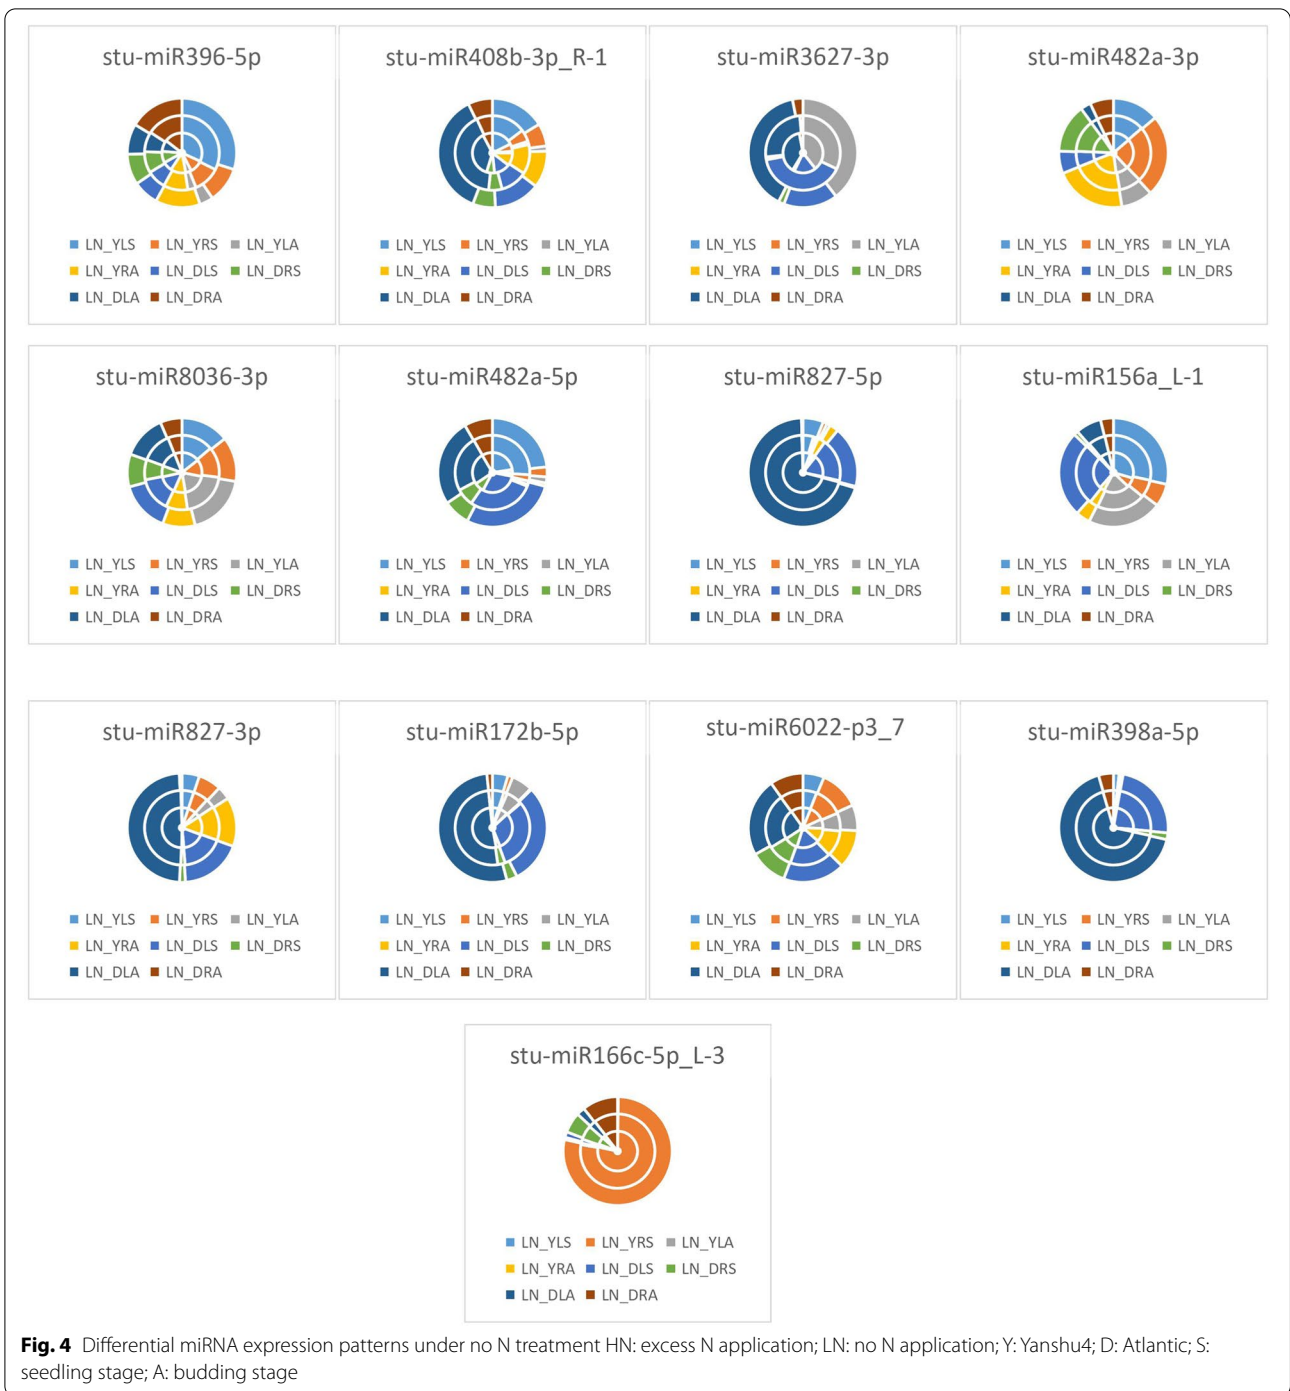 stu-miR396-5p
LN_YLS LN_YRS LN_YLA
LN_YRA LN_DLS LN_DRS
LN_DLA LN_DRA
stu-miR408b-3p_R-1
LN_YLS LN_YRS LN_YLA
LN_YRA LN_DLS LN_DRS
LN_DLA LN_DRA
stu-miR3627-3p
LN_YLS LN_YRS LN_YLA
LN_YRA LN_DLS LN_DRS
LN_DLA LN_DRA
stu-miR482a-3p
LN_YLS LN_YRS LN_YLA
LN_YRA LN_DLS LN_DRS
LN_DLA LN_DRA
stu-miR8036-3p
LN_YLS LN_YRS LN_YLA
LN_YRA LN_DLS LN_DRS
LN_DLA LN_DRA
stu-miR482a-5p
LN_YLS LN_YRS LN_YLA
LN_YRA LN_DLS LN_DRS
LN_DLA LN_DRA
stu-miR827-5p
LN_YLS LN_YRS LN_YLA
LN_YRA LN_DLS LN_DRS
LN_DLA LN_DRA
stu-miR156a_L-1
LN_YLS LN_YRS LN_YLA
LN_YRA LN_DLS LN_DRS
LN_DLA LN_DRA
stu-miR827-3p
LN_YLS LN_YRS LN_YLA
LN_YRA LN_DLS LN_DRS
LN_DLA LN_DRA
stu-miR172b-5p
LN_YLS LN_YRS LN_YLA
LN_YRA LN_DLS LN_DRS
LN_DLA LN_DRA
stu-miR6022-p3_7
LN_YLS LN_YRS LN_YLA
LN_YRA LN_DLS LN_DRS
LN_DLA LN_DRA
stu-miR398a-5p
LN_YLS LN_YRS LN_YLA
LN_YRA LN_DLS LN_DRS
LN_DLA LN_DRA
stu-miR166c-5p_L-3
LN_YLS LN_YRS LN_YLA
LN_YRA LN_DLS LN_DRS
LN_DLA LN_DRA
Fig. 4 Differential miRNA expression patterns under no N treatment HN: excess N application; LN: no N application; Y: Yanshu4; D: Atlantic; S:
seedling stage; A: budding stage